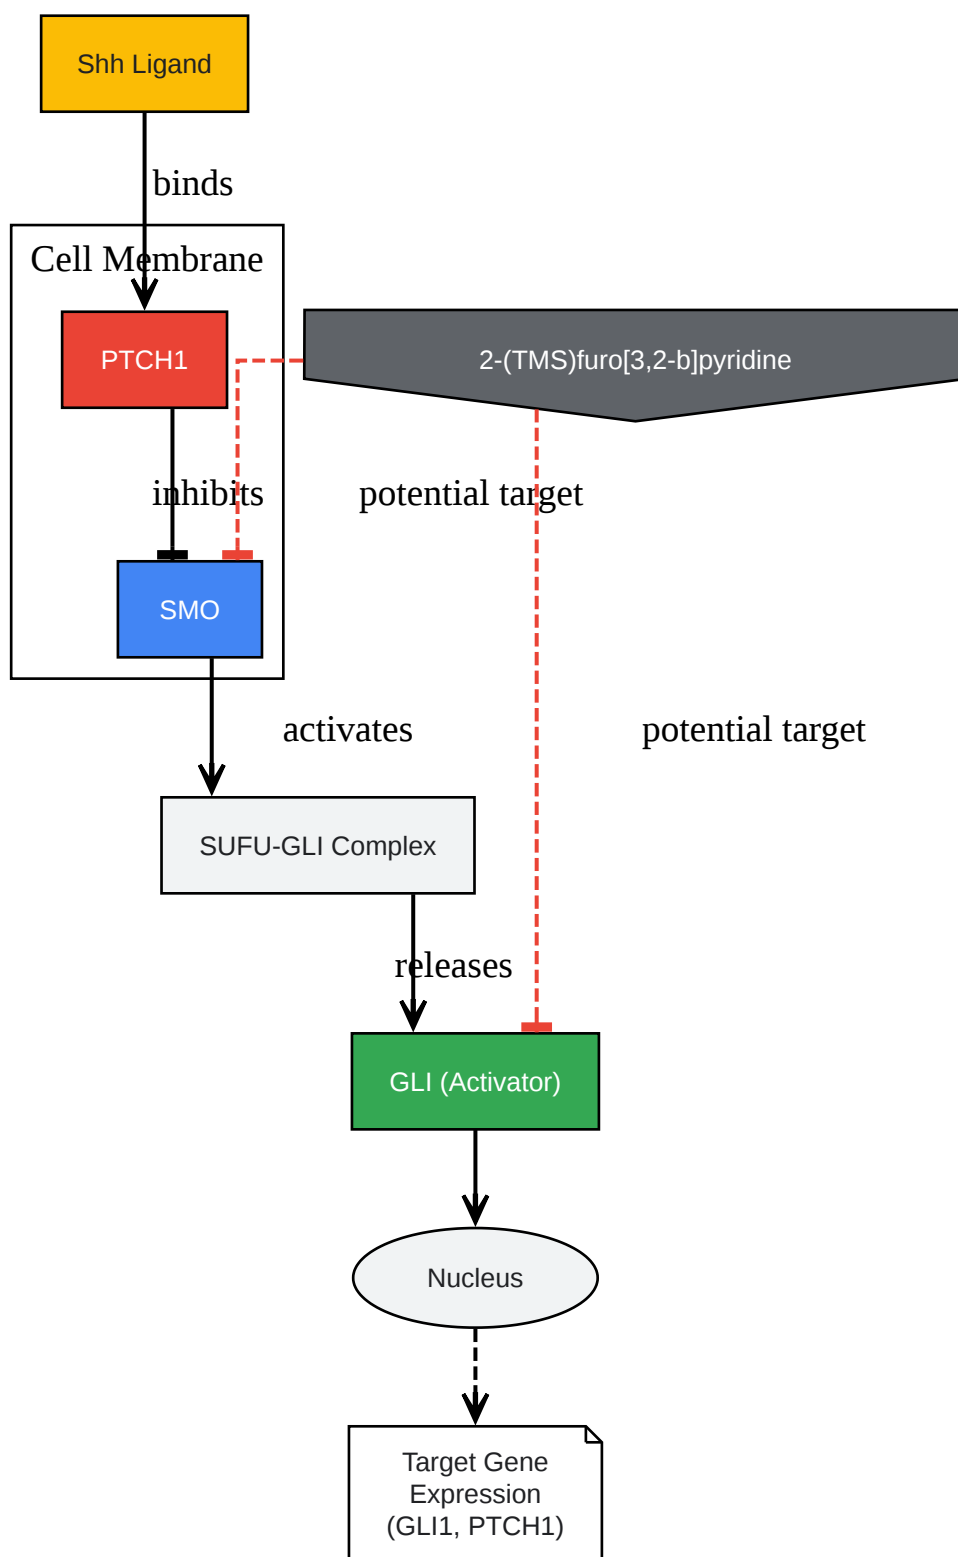 Shh Ligand
binds
Cell Membrane
PTCH1
2-(TMS)furo[3,2-b]pyridine
inhibits
potential target
SMO
activates
potential target
SUFU-GLI Complex
releases
GLI (Activator)
Nucleus
Target Gene
Expression
(GLI1, PTCH1)